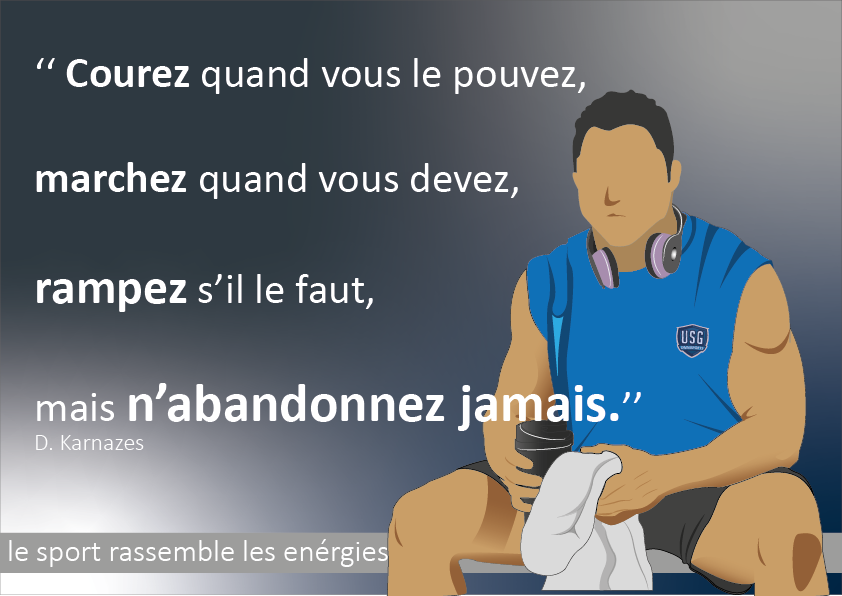 ‘‘ Courez quand vous le pouvez,
marchez quand vous devez,
rampez s’il le faut,
mais n’abandonnez jamais.’’
D. Karnazes
USG
le sport rassemble les enérgies